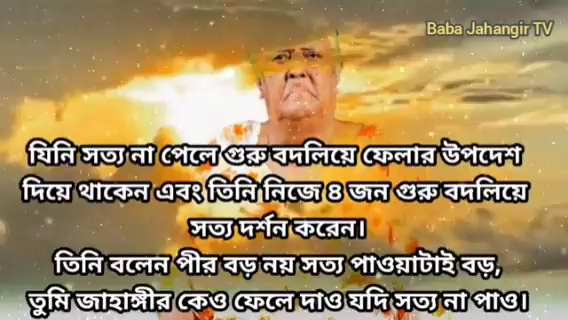 Baba Jahangir TV
যিনি সত্য না পেলে গুরু বদলিয়ে ফেলার উপদেশ
দিয়ে থাকেন এবং তিনি নিজে ৪ জন গুরু বদলিয়ে
সত্য দর্শন করেন।
তিনি বলেন পীর বড় নয় সত্য পাওয়াটাই বড়,
তুমি জাহাঙ্গীর কেও ফেলে দাও যদি সত্য না পাও।